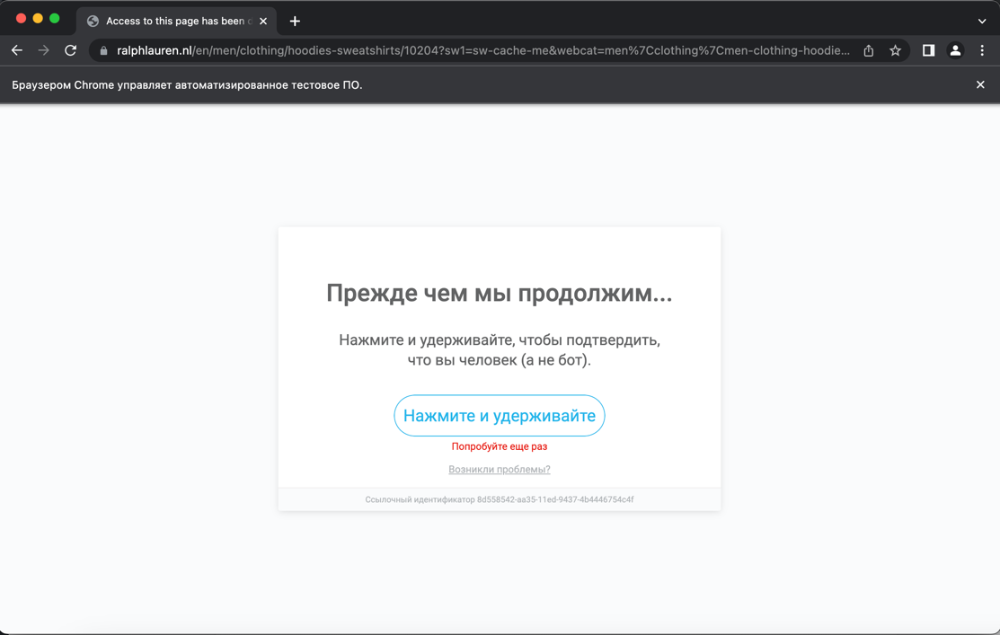 Access to this page has been d
ralphlauren.nl/en/men/clothing/hoodies-sweatshirts/10204?sw1=sw-cache-me&webcat=men%7Cclothing%7Cmen-clothing-hoodie...
Браузером Chrome управляет автоматизированное тестовое ПО.
Прежде чем мы продолжим...
Нажмите и удерживайте, чтобы подтвердить,
что вы человек (а не бот).
Нажмите и удерживайте
Попробуйте еще раз
Возникли проблемы?
Ссылочный идентификатор 8d558542-aa35-11ed-9437-4b4446754c4f